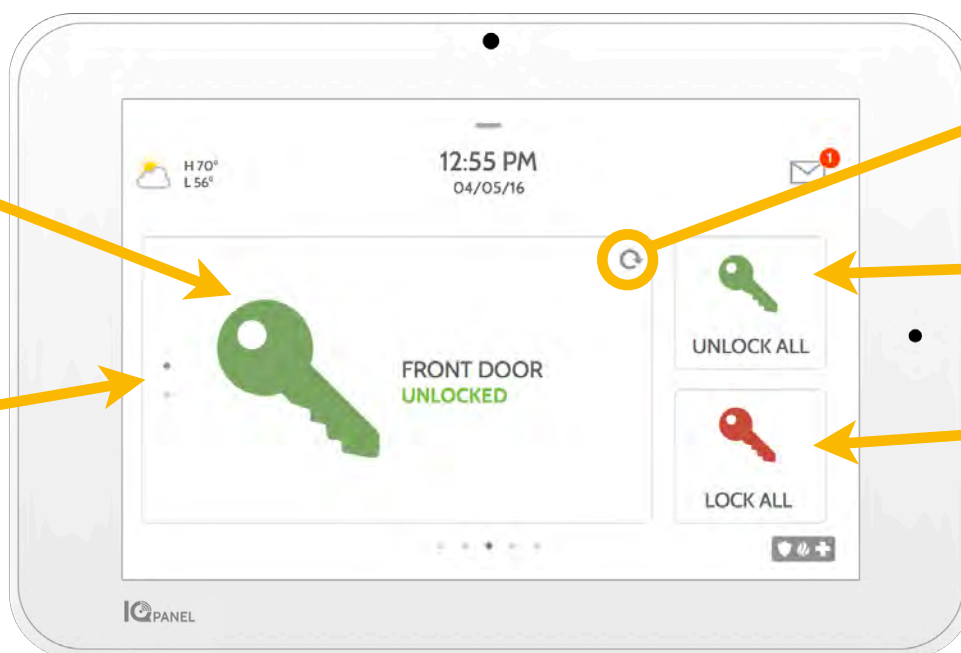 H 70°
L 56°
12:55 PM
04/05/16
1
FRONT DOOR
UNLOCKED
UNLOCK ALL
LOCK ALL
IQ PANEL